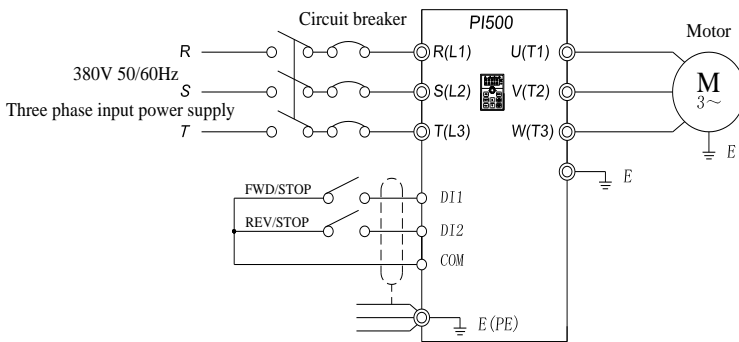 Circuit breaker
PI500
Motor
R
R(L1)
U(T1)
380V 50/60Hz
S
S(L2)
V(T2)
M
3～
Three phase input power supply
T
T(L3)
W(T3)
E
E
FWD/STOP
DI1
REV/STOP
DI2
COM
E(PE)